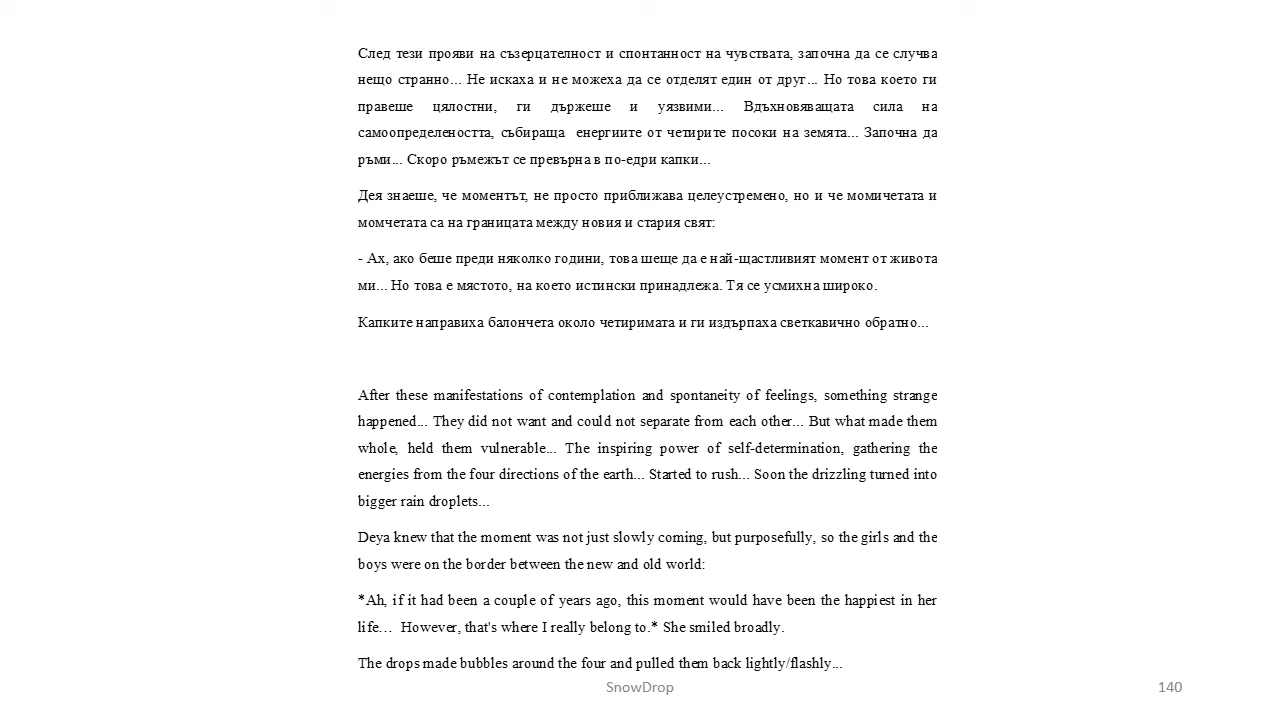 След тези прояви на съзерцателност и спонтанност на чувствата, започна да се случва
нещо странно... Не искаха и не можеха да се отделят един от друг... Но това което ги
правеше цялостни, ги държеше и уязвими... Вдъхновяващата сила на
самоопределеността, събираща енергиите от четирите посоки на земята... Започна да
ръми... Скоро ръмежът се превърна в по-едри капки...
Дея знаеше, че моментът, не просто приближава целеустремено, но и че момичетата и
момчетата са на границата между новия и стария свят:
- Ах, ако беше преди няколко години, това щеше да е най-щастливият момент от живота
ми... Но това е мястото, на което истински принадлежа. Тя се усмихна широко.
Капките направиха балончета около четиримата и ги издърпаха светкавично обратно...
After these manifestations of contemplation and spontaneity of feelings, something strange
happened... They did not want and could not separate from each other... But what made them
whole, held them vulnerable... The inspiring power of self-determination, gathering the
energies from the four directions of the earth... Started to rush... Soon the drizzling turned into
bigger rain droplets...
Deya knew that the moment was not just slowly coming, but purposefully, so the girls and the
boys were on the border between the new and old world:
*Ah, if it had been a couple of years ago, this moment would have been the happiest in her
life… However, that's where I really belong to.* She smiled broadly.
The drops made bubbles around the four and pulled them back lightly/flashly...
SnowDrop
140